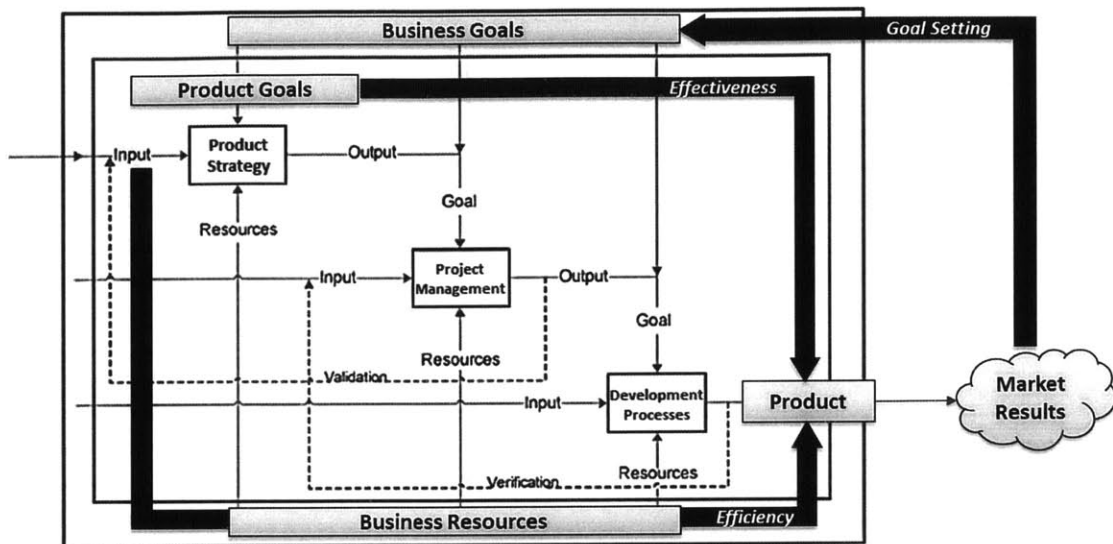 Business Goals
Goal Setting
Product Goals
Effectiveness
Input
Product
Strategy
Output
Resources
Goal
Input
Project
Management
Output
Goal
Resources
Validation
Input
Development
Processes
Product
Market
Results
Resources
Verification
Business Resources
Efficiency